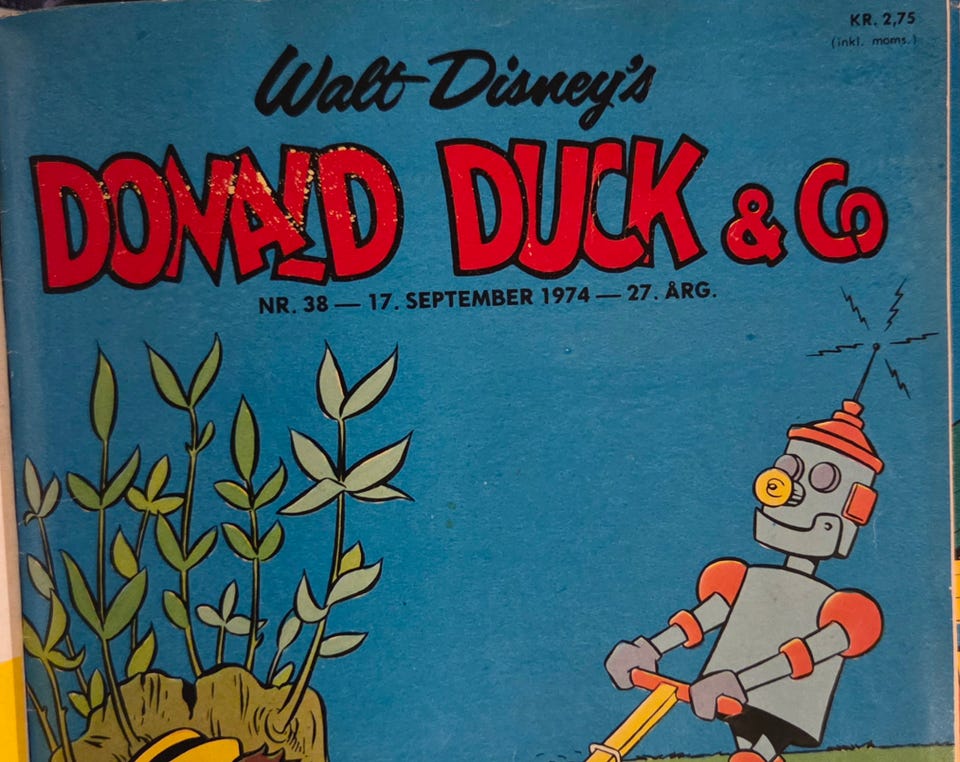 KR. 2,75
(inkl. moms.)
Walt Disney's
DONALD DUCK & Co
NR. 38 — 17. SEPTEMBER 1974 — 27. ÅRG.